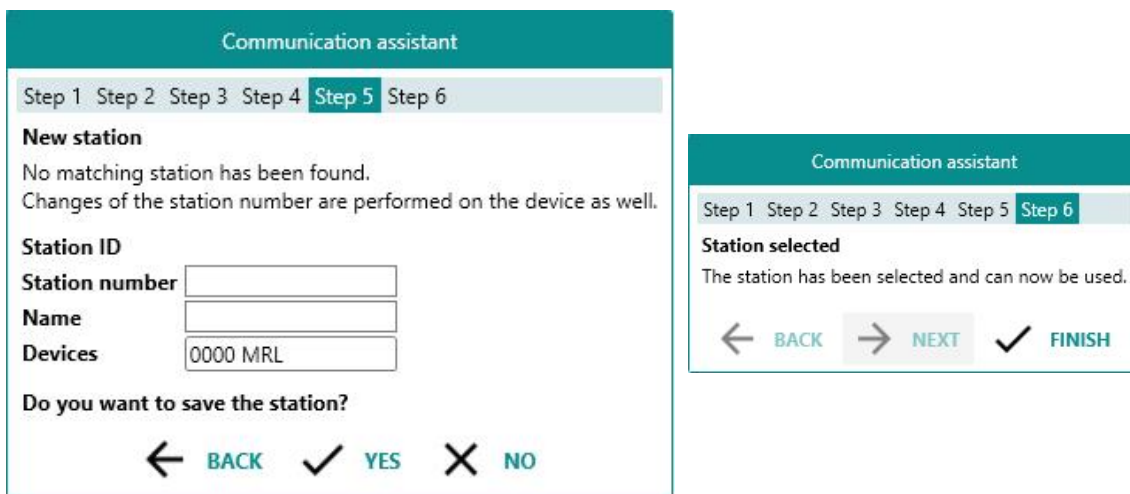 Communication assistant
Step 1 Step 2 Step 3 Step 4 Step 5 Step 6
New station
No matching station has been found.
Changes of the station number are performed on the device as well.
Station ID
Station number
Name
Devices 0000 MRL
Do you want to save the station?
BACK YES NO
Communication assistant
Step 1 Step 2 Step 3 Step 4 Step 5 Step 6
Station selected
The station has been selected and can now be used.
BACK NEXT FINISH